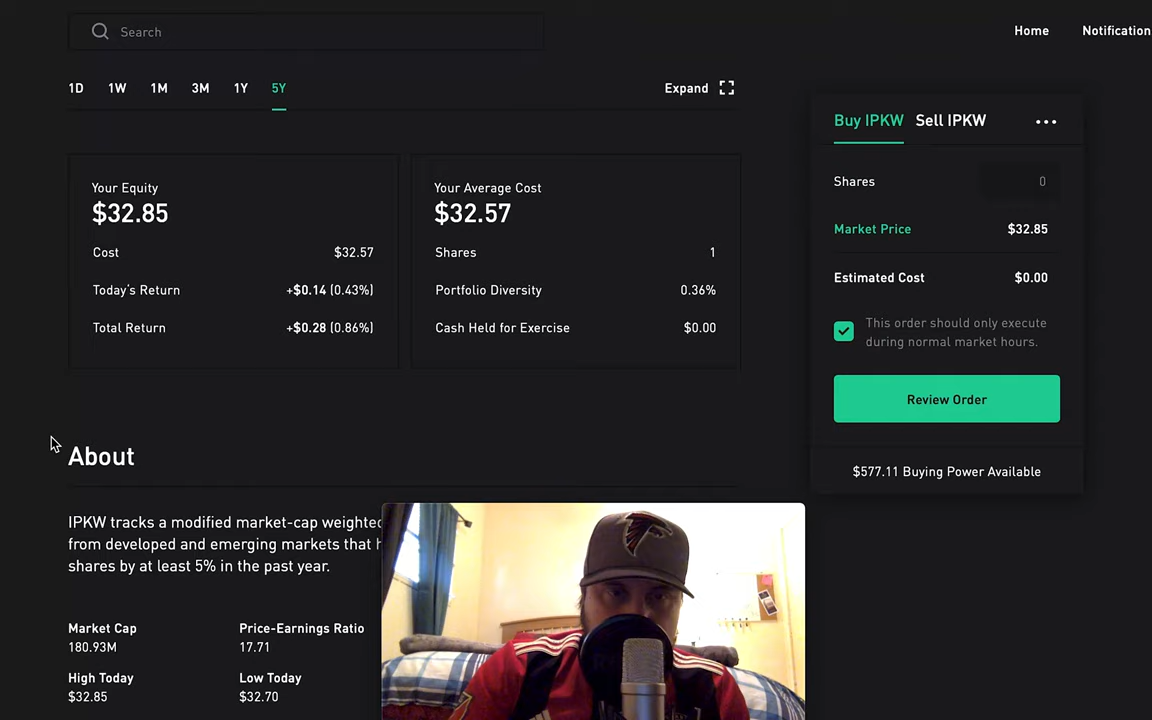 Search
Home
Notification
1D 1W 1M 3M 1Y 5Y
Expand
Your Equity
$32.85
Cost $32.57
Today's Return +$0.14 (0.43%)
Total Return +$0.28 (0.86%)
Your Average Cost
$32.57
Shares 1
Portfolio Diversity 0.36%
Cash Held for Exercise $0.00
Buy IPKW Sell IPKW
Shares 0
Market Price $32.85
Estimated Cost $0.00
This order should only execute
during normal market hours.
Review Order
$577.11 Buying Power Available
About
IPKW tracks a modified market-cap weighted
from developed and emerging markets that
shares by at least 5% in the past year.
Market Cap
180.93M
Price-Earnings Ratio
17.71
High Today
$32.85
Low Today
$32.70